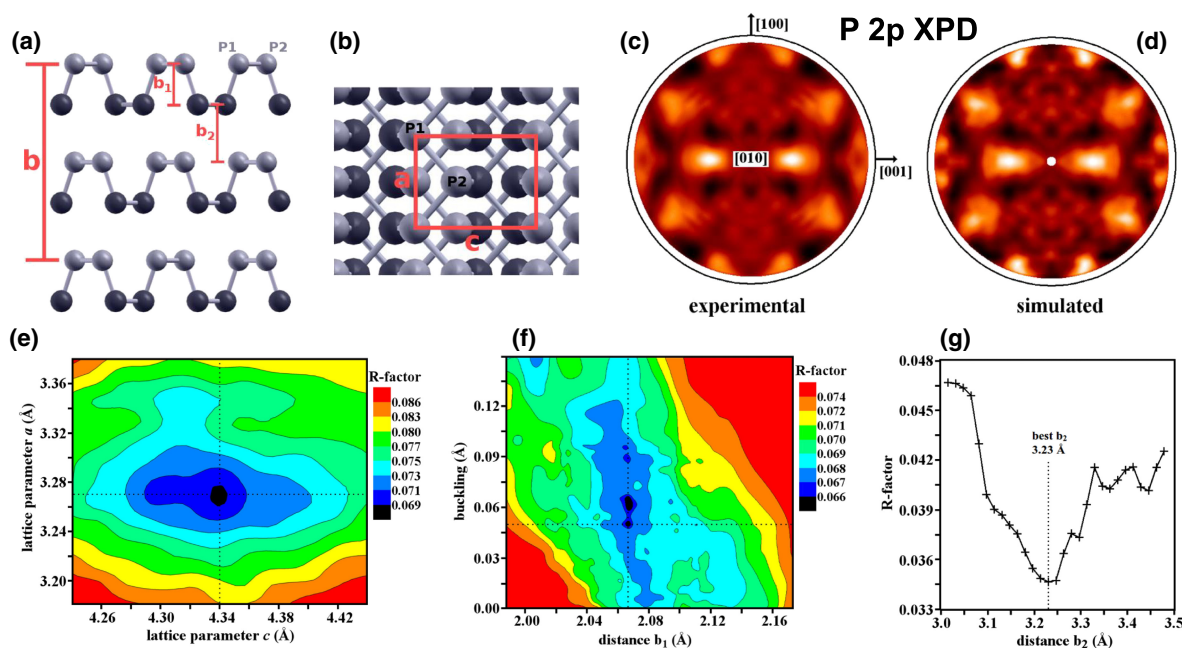 P 2p XPD
(a)
P1
P2
b1
b2
b
(b)
P1
P2
a
c
(c)
[100]
[010]
[001]
experimental
(d)
simulated
(e)
lattice parameter a (Å)
3.36
3.33
3.30
3.26
3.24
3.20
4.26
4.30
4.34
4.38
4.42
lattice parameter c (Å)
R-factor
0.086
0.083
0.080
0.077
0.075
0.073
0.071
0.069
(f)
buckling (Å)
0.12
0.09
0.06
0.03
0.00
2.00
2.04
2.08
2.12
2.16
distance b1 (Å)
R-factor
0.074
0.072
0.071
0.070
0.069
0.068
0.067
0.066
(g)
R-factor
0.048
0.045
0.042
0.039
0.036
0.033
best b2
3.23 Å
3.0
3.1
3.2
3.3
3.4
3.5
distance b2 (Å)